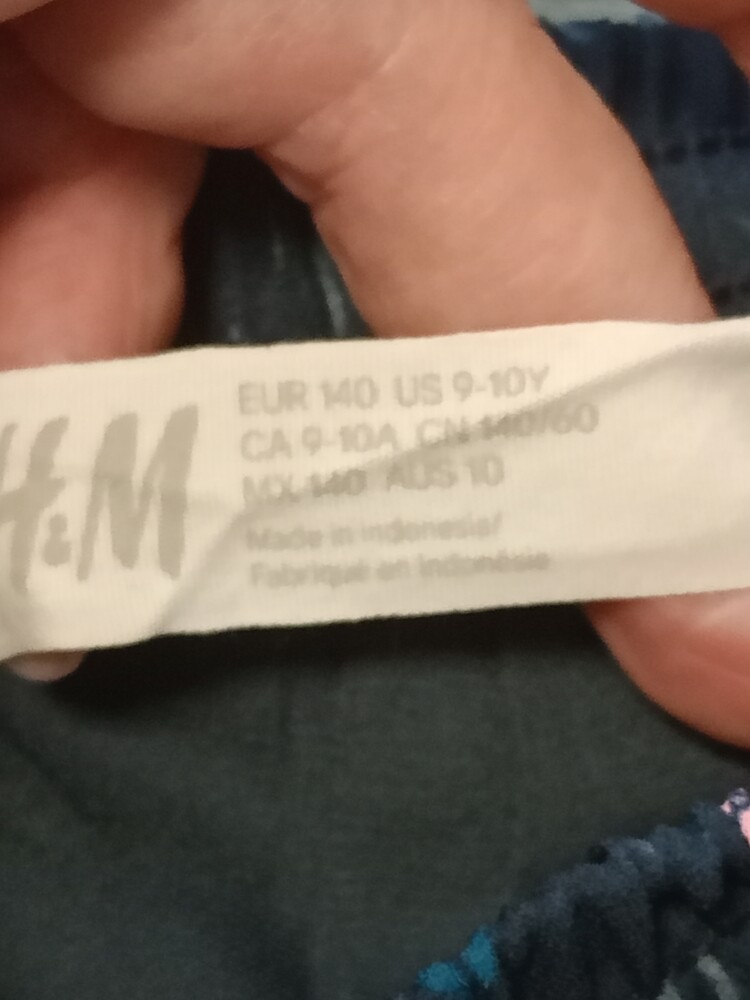 H&M
EUR 140 US 9-10Y
CA 9-10A CN 140/60
MX 140 AUS 10
Made in Indonesia/
Fabriqué en Indonésie